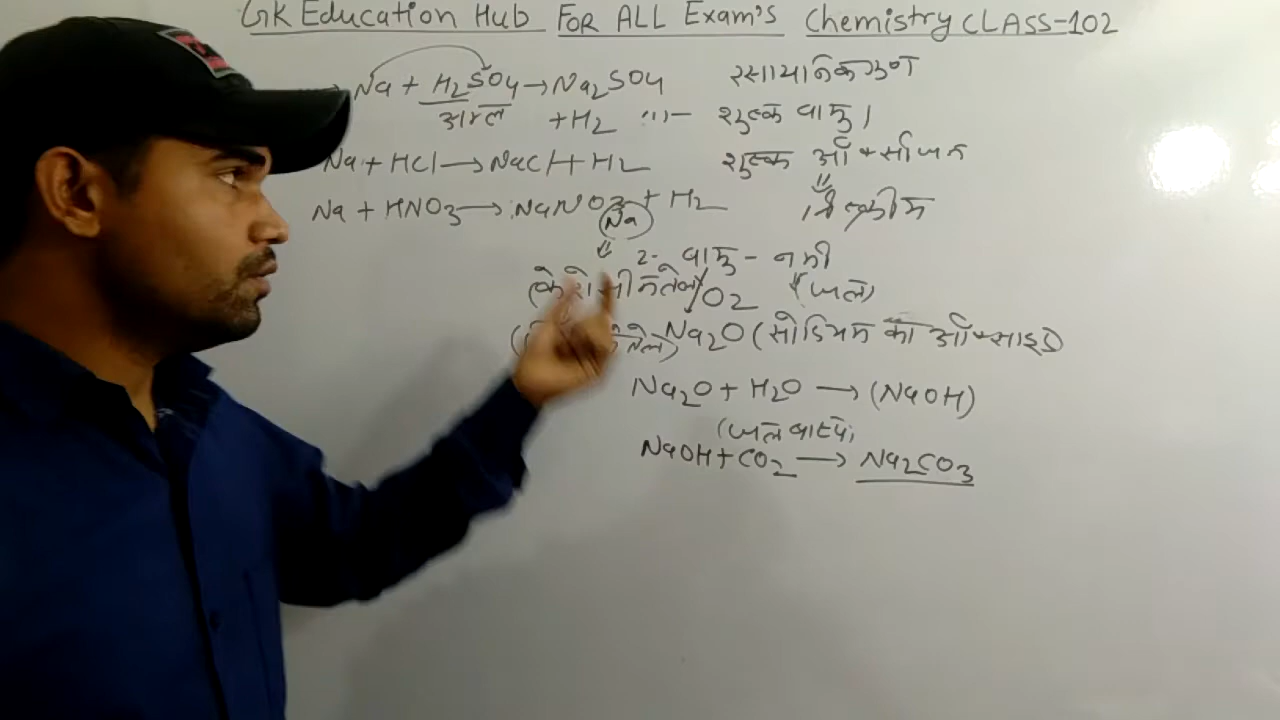 GK Education Hub FOR ALL Exam's Chemistry CLASS-102
Na + H2SO4 → Na2SO4 रसायनिक गुण
अम्ल + H2 शुल्क वायु।
Na + HCl → NaCl + H2 शुल्क ऑक्सीजन
Na + HNO3 → NaNO3 + H2 निष्क्रीय
Na
2- वायु - नमी
(केरोसीन तेल) O2 (जल)
तेल) Na2O (सोडियम का ऑक्साइड
Na2O + H2O → (NaOH)
(जल वाष्प)
NaOH + CO2 → Na2CO3